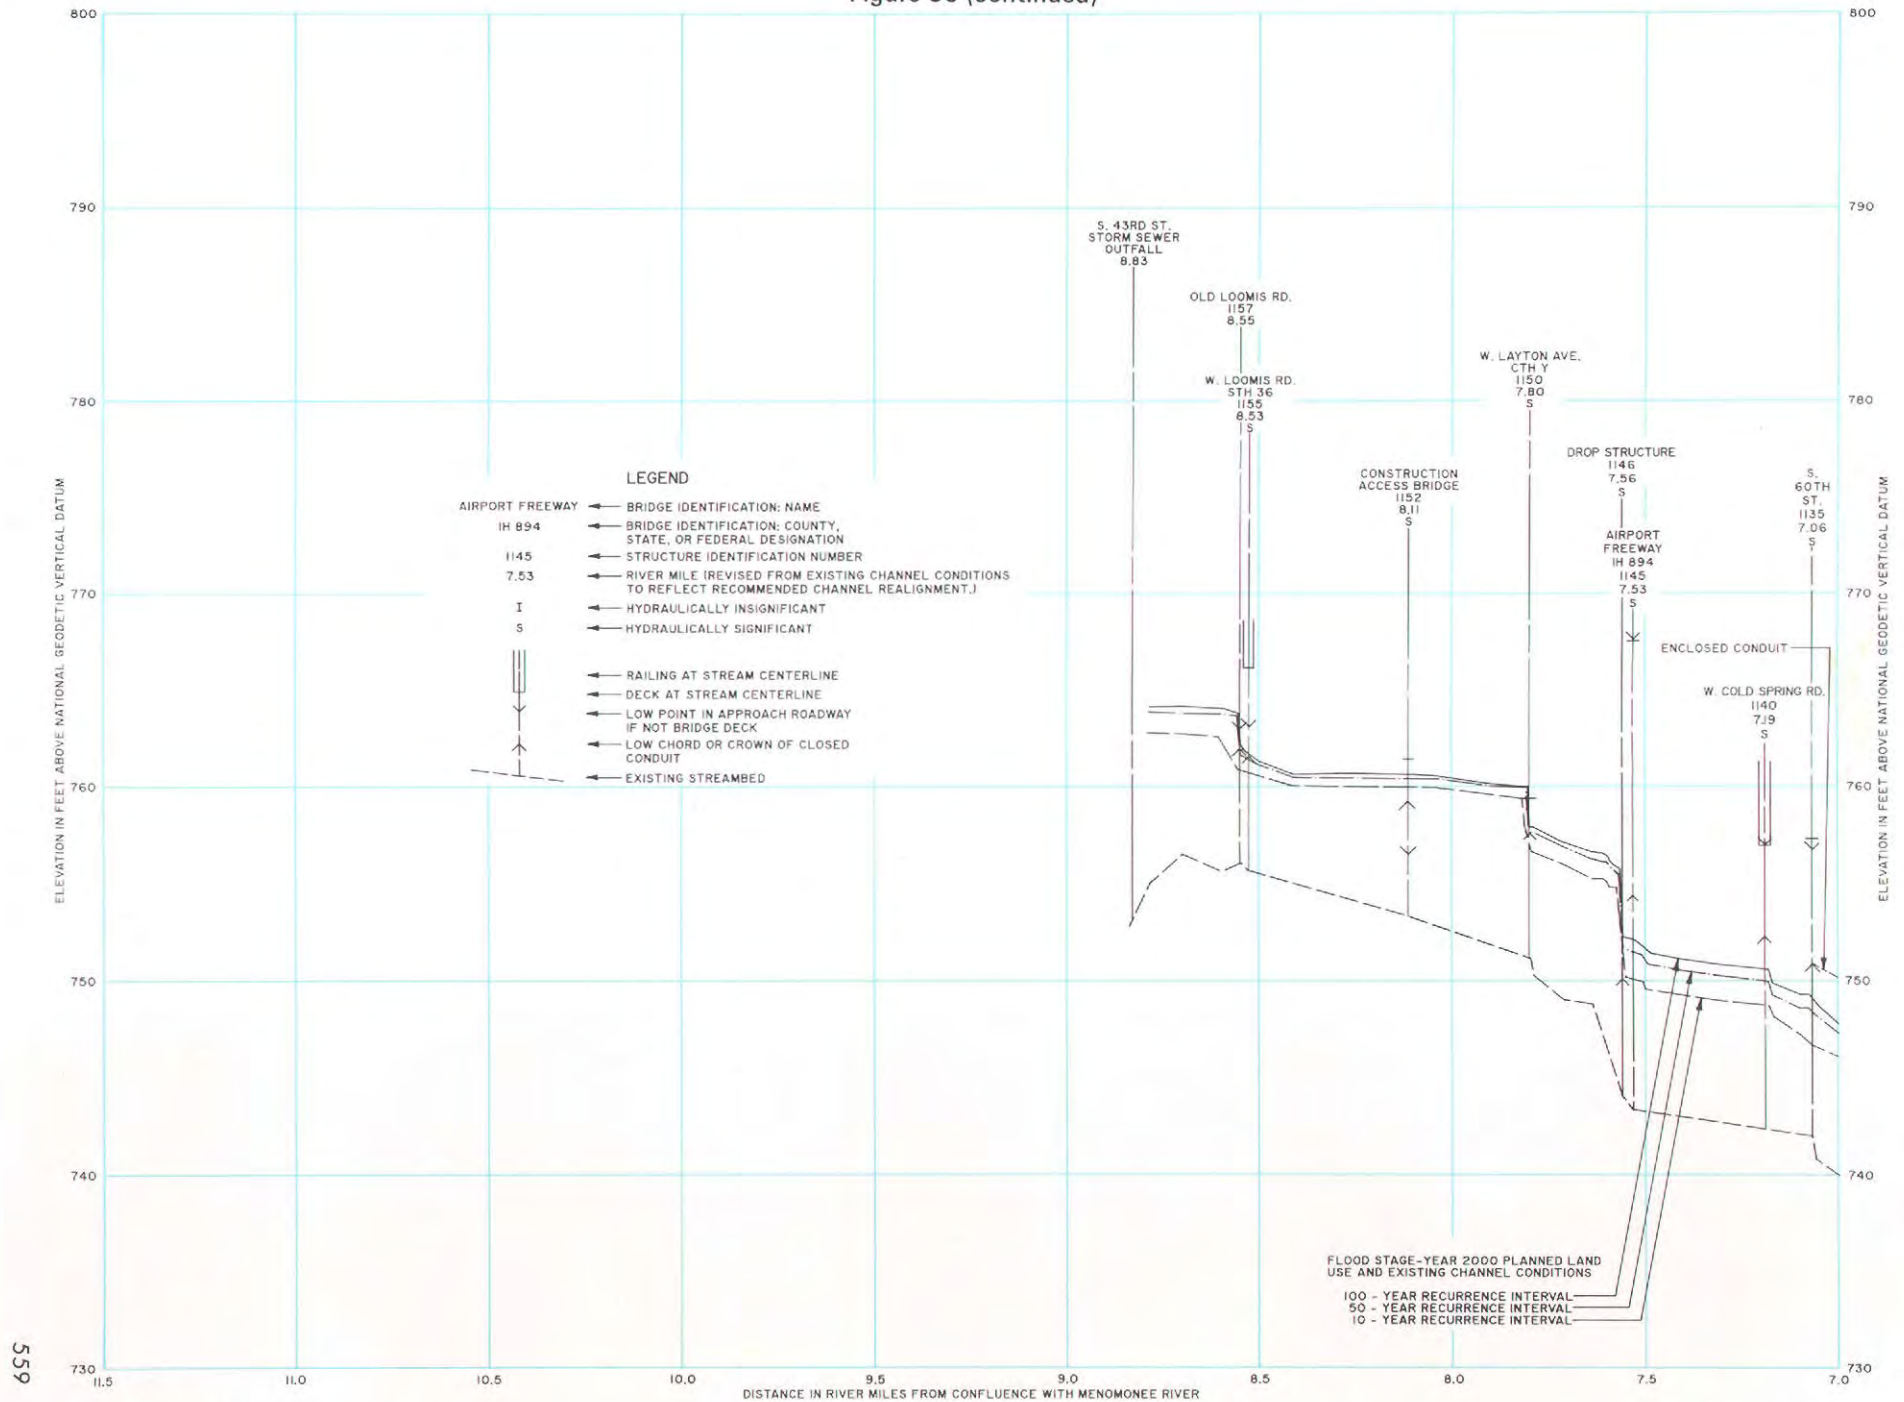 Figure (continued)
800
790
780
770
760
750
740
730
ELEVATION IN FEET ABOVE NATIONAL GEODETIC VERTICAL DATUM
LEGEND
AIRPORT FREEWAY
BRIDGE IDENTIFICATION: NAME
IH 894
BRIDGE IDENTIFICATION: COUNTY,
STATE, OR FEDERAL DESIGNATION
1145
STRUCTURE IDENTIFICATION NUMBER
7.53
RIVER MILE (REVISED FROM EXISTING CHANNEL CONDITIONS
TO REFLECT RECOMMENDED CHANNEL REALIGNMENT.)
I
HYDRAULICALLY INSIGNIFICANT
S
HYDRAULICALLY SIGNIFICANT
RAILING AT STREAM CENTERLINE
DECK AT STREAM CENTERLINE
LOW POINT IN APPROACH ROADWAY
IF NOT BRIDGE DECK
LOW CHORD OR CROWN OF CLOSED
CONDUIT
EXISTING STREAMBED
S. 43RD ST.
STORM SEWER
OUTFALL
8.83
OLD LOOMIS RD.
1157
8.55
W. LOOMIS RD.
STH 36
1155
8.53
S
CONSTRUCTION
ACCESS BRIDGE
1152
8.11
S
W. LAYTON AVE.
CTH Y
1150
7.80
S
DROP STRUCTURE
1146
7.56
S
AIRPORT
FREEWAY
IH 894
1145
7.53
S
ENCLOSED CONDUIT
W. COLD SPRING RD.
1140
7.19
S
S.
60TH
ST.
1135
7.06
S
FLOOD STAGE-YEAR 2000 PLANNED LAND
USE AND EXISTING CHANNEL CONDITIONS
100 - YEAR RECURRENCE INTERVAL
50 - YEAR RECURRENCE INTERVAL
10 - YEAR RECURRENCE INTERVAL
800
790
780
770
760
750
740
730
ELEVATION IN FEET ABOVE NATIONAL GEODETIC VERTICAL DATUM
11.5
11.0
10.5
10.0
9.5
9.0
8.5
8.0
7.5
7.0
DISTANCE IN RIVER MILES FROM CONFLUENCE WITH MENOMONEE RIVER
559